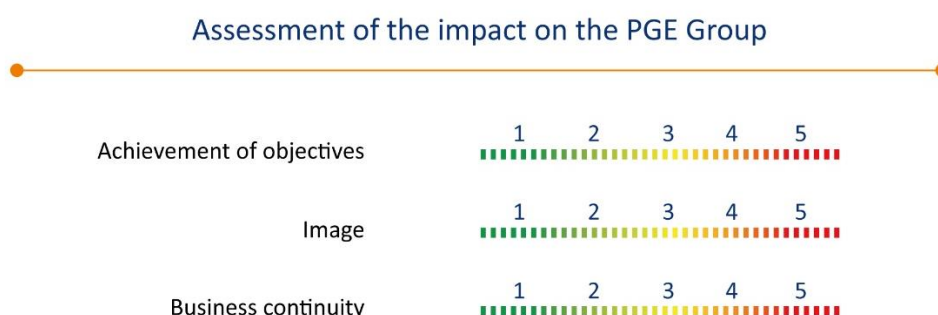 Assessment of the impact on the PGE Group
1 2 3 4 5
Achievement of objectives
1 2 3 4 5
Image
1 2 3 4 5
Business continuity